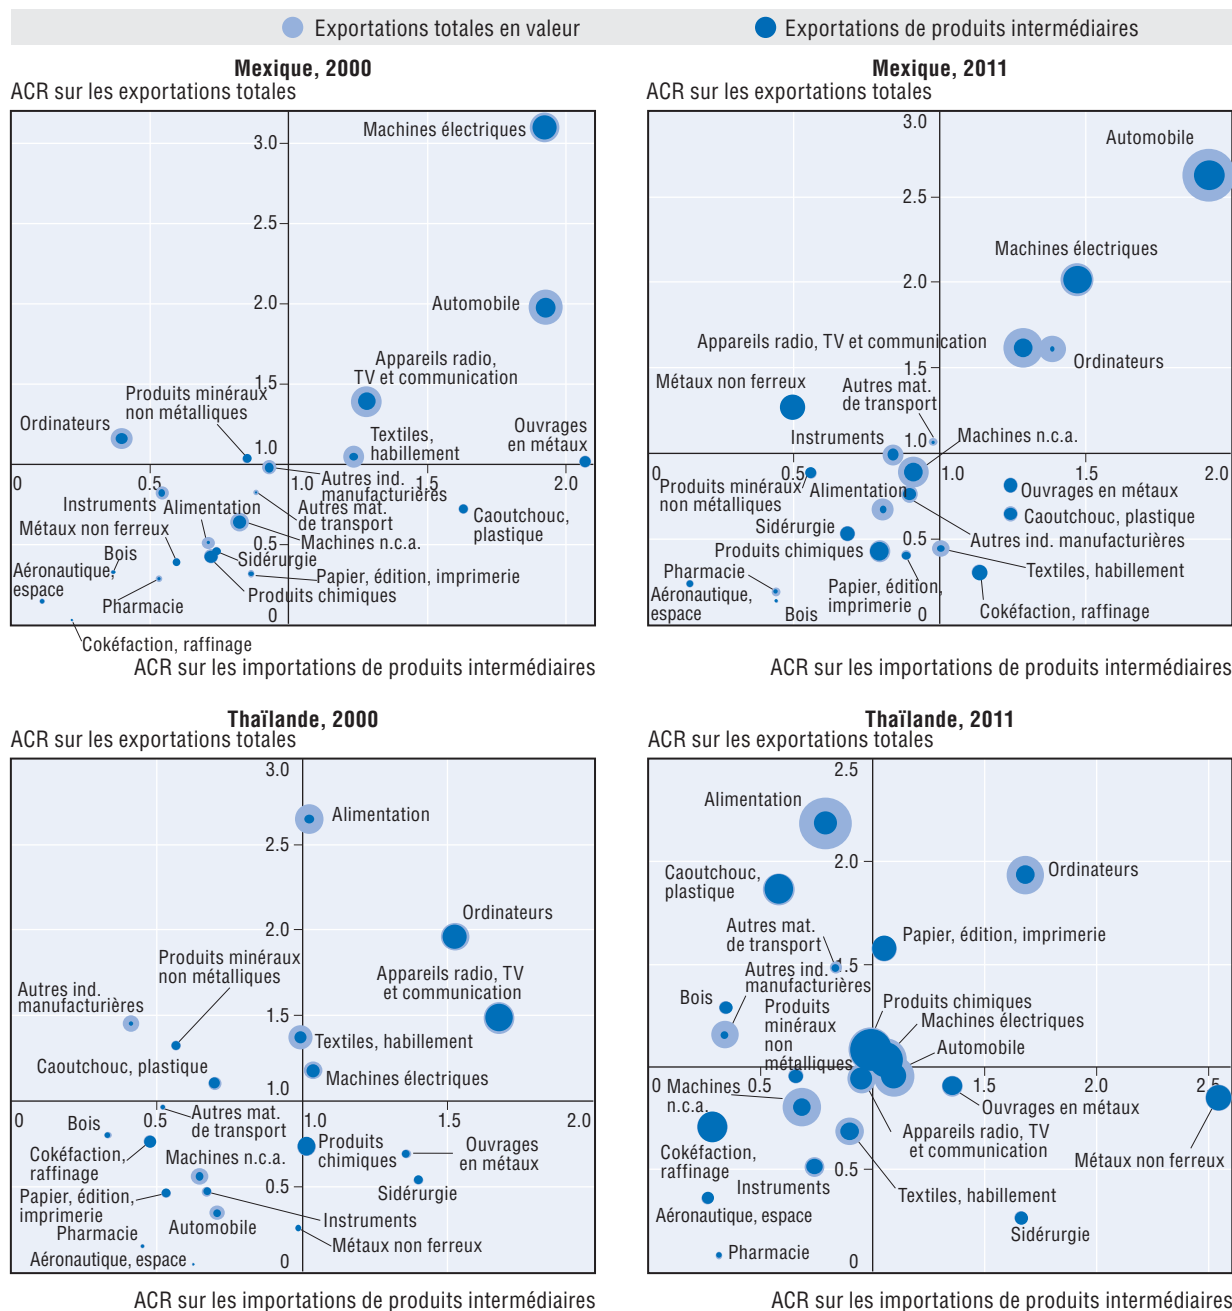 Exportations totales en valeur
Exportations de produits intermédiaires
Mexique, 2000
ACR sur les exportations totales
3.0
2.5
2.0
1.5
1.0
0.5
0
0
0.5
1.0
1.5
2.0
Machines électriques
Automobile
Appareils radio,
TV et communication
Produits minéraux
non métalliques
Ordinateurs
Textiles,
habillement
Ouvrages
en métaux
Autres ind.
manufacturières
Instruments
Alimentation
Autres mat.
de transport
Caoutchouc,
plastique
Métaux non ferreux
Machines n.c.a.
Bois
Sidérurgie
Aéronautique,
espace
Papier, édition, imprimerie
Pharmacie
Produits chimiques
Cokéfaction, raffinage
ACR sur les importations de produits intermédiaires
Mexique, 2011
ACR sur les exportations totales
3.0
2.5
2.0
1.5
1.0
0.5
0
0
0.5
1.0
1.5
2.0
Automobile
Machines électriques
Appareils radio, TV et communication
Ordinateurs
Métaux non ferreux
Autres mat.
de transport
Instruments
Machines n.c.a.
Produits minéraux
non métalliques
Alimentation
Ouvrages en métaux
Caoutchouc, plastique
Sidérurgie
Autres ind. manufacturières
Produits chimiques
Textiles, habillement
Pharmacie
Papier, édition,
imprimerie
Aéronautique,
espace
Bois
Cokéfaction, raffinage
ACR sur les importations de produits intermédiaires
Thaïlande, 2000
ACR sur les exportations totales
3.0
2.5
2.0
1.5
1.0
0.5
0
0
0.5
1.0
1.5
2.0
Alimentation
Ordinateurs
Produits minéraux
non métalliques
Appareils radio, TV
et communication
Autres ind.
manufacturières
Textiles, habillement
Caoutchouc, plastique
Machines électriques
Autres mat.
de transport
Bois
Cokéfaction,
raffinage
Produits
chimiques
Ouvrages
en métaux
Machines n.c.a.
Sidérurgie
Papier, édition,
imprimerie
Instruments
Automobile
Pharmacie
Métaux non ferreux
Aéronautique, espace
ACR sur les importations de produits intermédiaires
Thaïlande, 2011
ACR sur les exportations totales
2.5
2.0
1.5
0.5
0
0.5
1.0
1.5
2.0
2.5
Alimentation
Ordinateurs
Caoutchouc,
plastique
Autres mat.
de transport
Papier, édition, imprimerie
Autres ind.
manufacturières
Bois
Produits
minéraux
non
métalliques
Produits chimiques
Machines électriques
Automobile
Machines
n.c.a.
Ouvrages en métaux
Appareils radio, TV
et communication
Métaux non ferreux
Cokéfaction,
raffinage
Instruments
Textiles, habillement
Aéronautique, espace
Sidérurgie
Pharmacie
ACR sur les importations de produits intermédiaires